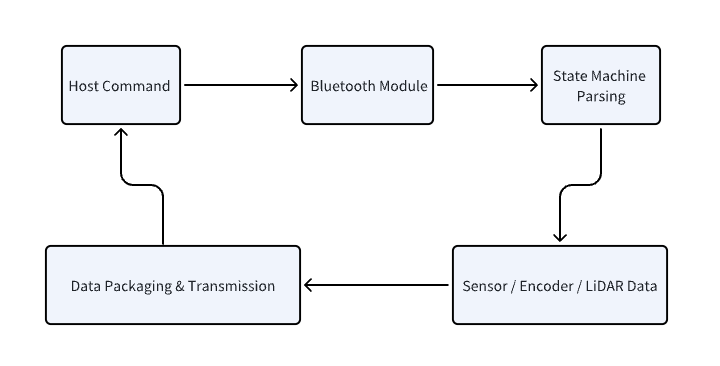 Host Command
Bluetooth Module
State Machine
Parsing
Data Packaging & Transmission
Sensor / Encoder / LiDAR Data